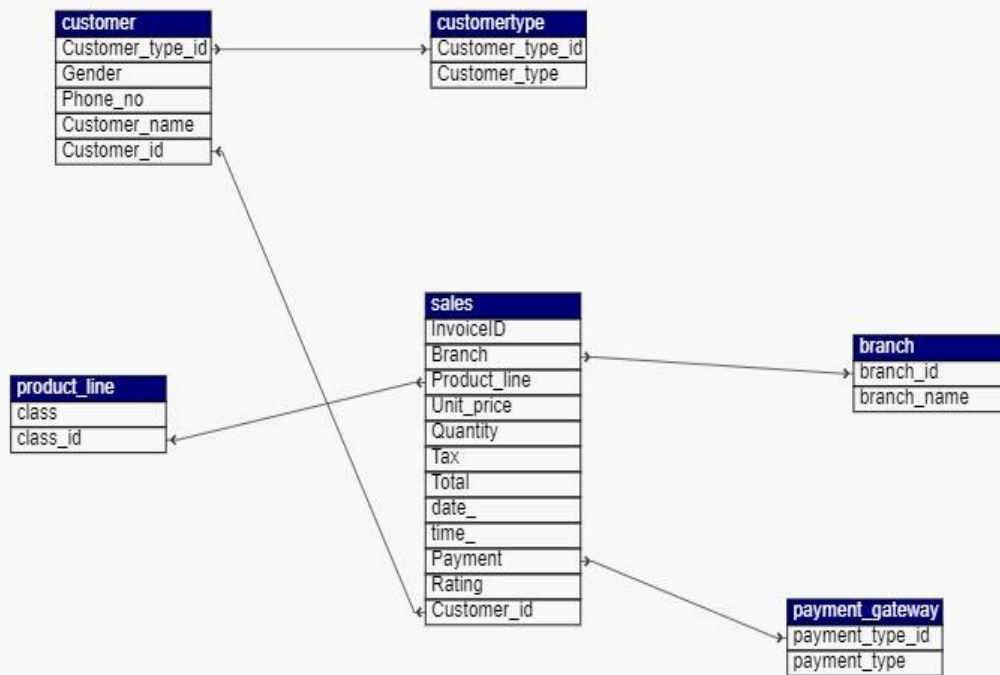 customer
Customer_type_id
Gender
Phone_no
Customer_name
Customer_id
customertype
Customer_type_id
Customer_type
sales
InvoiceID
Branch
Product_line
Unit_price
Quantity
Tax
Total
date_
time_
Payment
Rating
Customer_id
branch
branch_id
branch_name
product_line
class
class_id
payment_gateway
payment_type_id
payment_type